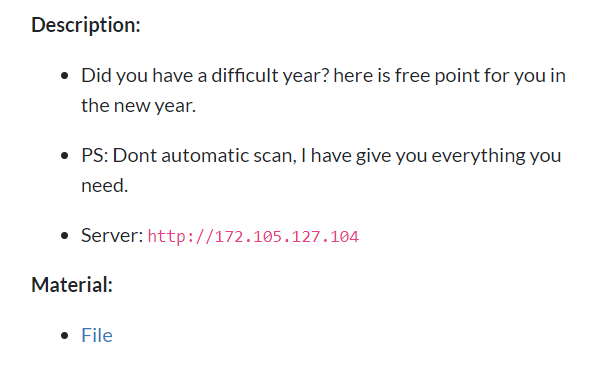 Description:
Did you have a difficult year? here is free point for you in
the new year.
PS: Dont automatic scan, I have give you everything you
need.
Server: http://172.105.127.104
Material:
File